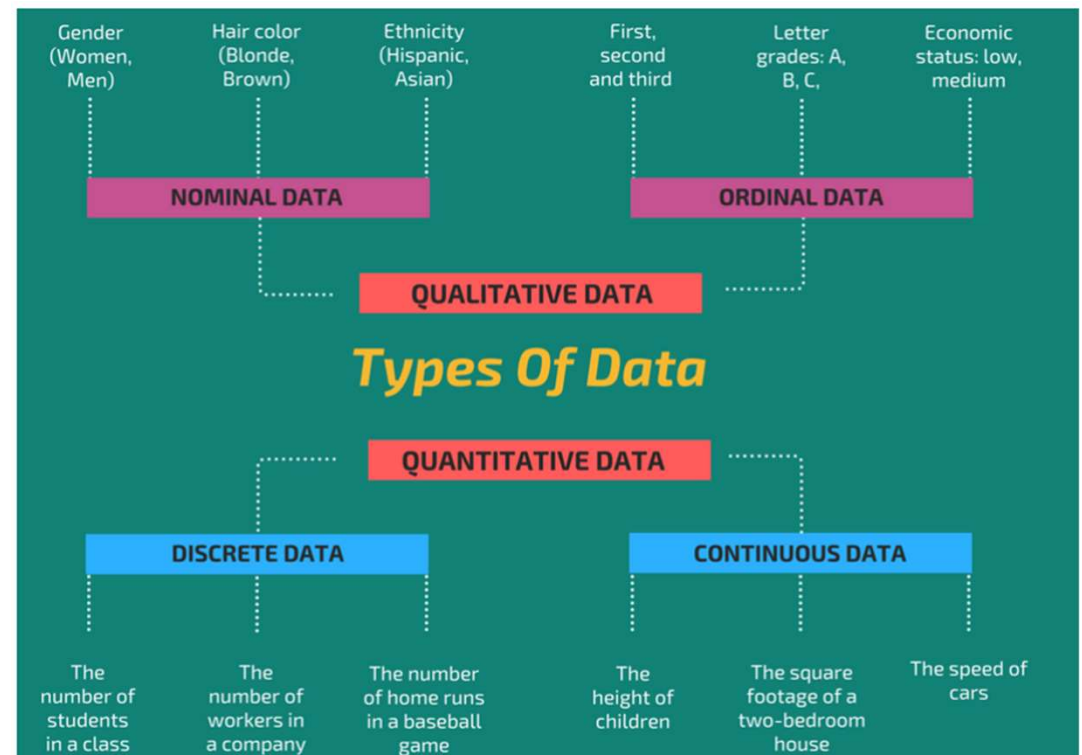 Gender
(Women,
Men)
Hair color
(Blonde,
Brown)
Ethnicity
(Hispanic,
Asian)
First,
second
and third
Letter
grades: A,
B, C,
Economic
status: low,
medium
NOMINAL DATA
ORDINAL DATA
QUALITATIVE DATA
Types Of Data
QUANTITATIVE DATA
DISCRETE DATA
CONTINUOUS DATA
The
number of
students
in a class
The
number of
workers in
a company
The number
of home runs
in a baseball
game
The
height of
children
The square
footage of a
two-bedroom
house
The speed of
cars